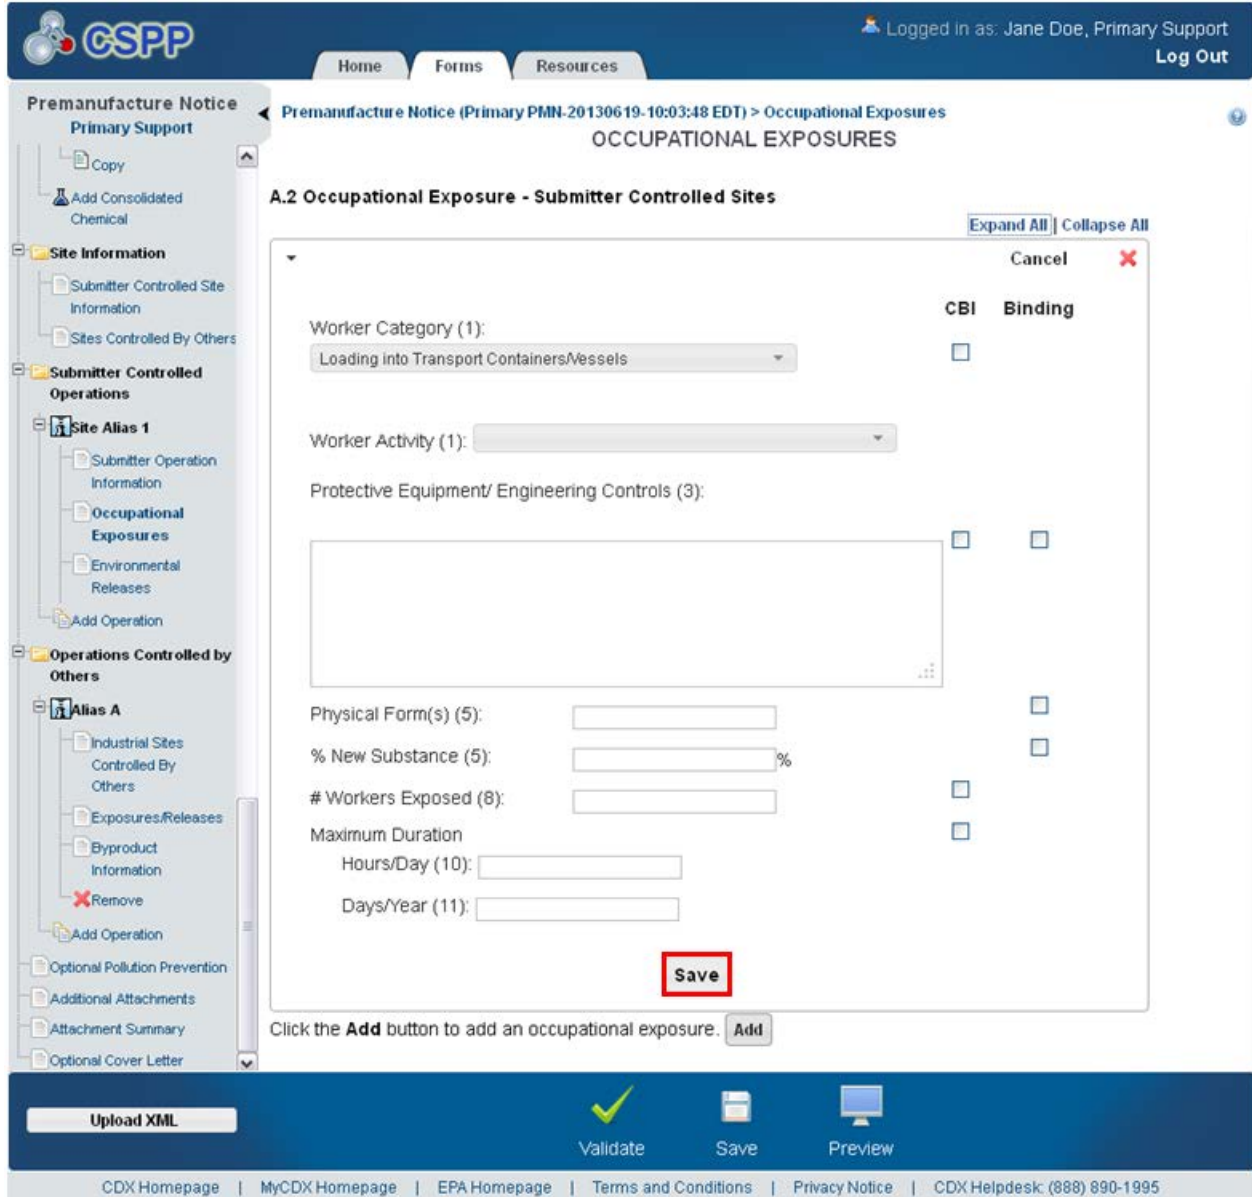 CSPP
Logged in as: Jane Doe, Primary Support
Log Out
Home
Forms
Resources
Premanufacture Notice
Primary Support
Copy
Add Consolidated
Chemical
Site Information
Submitter Controlled Site
Information
Sites Controlled By Others
Submitter Controlled
Operations
Site Alias 1
Submitter Operation
Information
Occupational
Exposures
Environmental
Releases
Add Operation
Operations Controlled by
Others
Alias A
Industrial Sites
Controlled By
Others
Exposures/Releases
Byproduct
Information
Remove
Add Operation
Optional Pollution Prevention
Additional Attachments
Attachment Summary
Optional Cover Letter
Premanufacture Notice (Primary PMN-20130619-10:03:48 EDT) > Occupational Exposures
OCCUPATIONAL EXPOSURES
A.2 Occupational Exposure - Submitter Controlled Sites
Expand All | Collapse All
Cancel
CBI Binding
Worker Category (1):
Loading into Transport Containers/Vessels
Worker Activity (1):
Protective Equipment/ Engineering Controls (3):
Physical Form(s) (5):
% New Substance (5): %
# Workers Exposed (8):
Maximum Duration
Hours/Day (10):
Days/Year (11):
Save
Click the Add button to add an occupational exposure. Add
Upload XML
Validate
Save
Preview
CDX Homepage | MyCDX Homepage | EPA Homepage | Terms and Conditions | Privacy Notice | CDX Helpdesk: (888) 890-1995